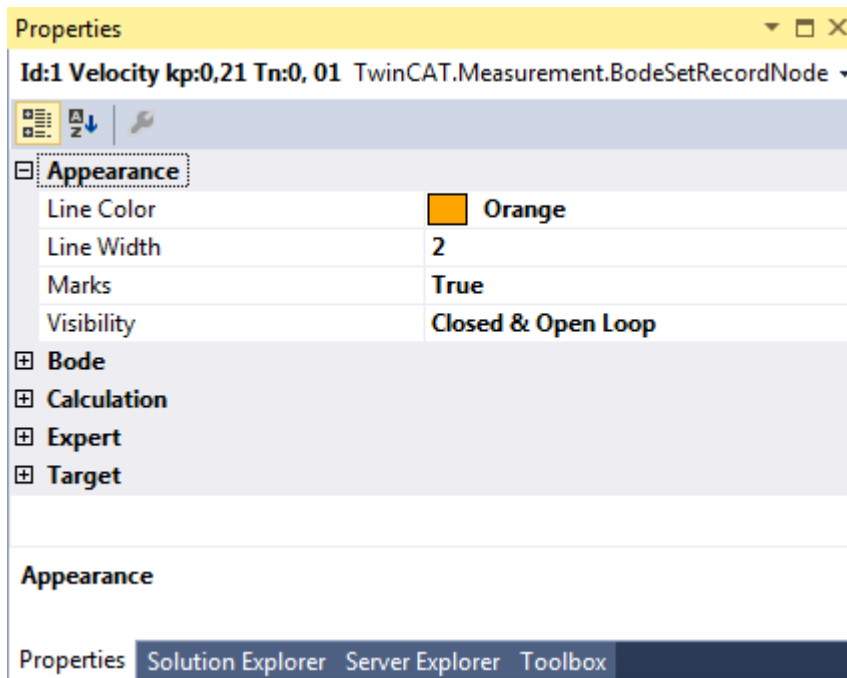 Properties
Id:1 Velocity kp:0,21 Tn:0, 01 TwinCAT.Measurement.BodeSetRecordNode
Appearance
Line Color Orange
Line Width 2
Marks True
Visibility Closed & Open Loop
Bode
Calculation
Expert
Target
Appearance
Properties Solution Explorer Server Explorer Toolbox